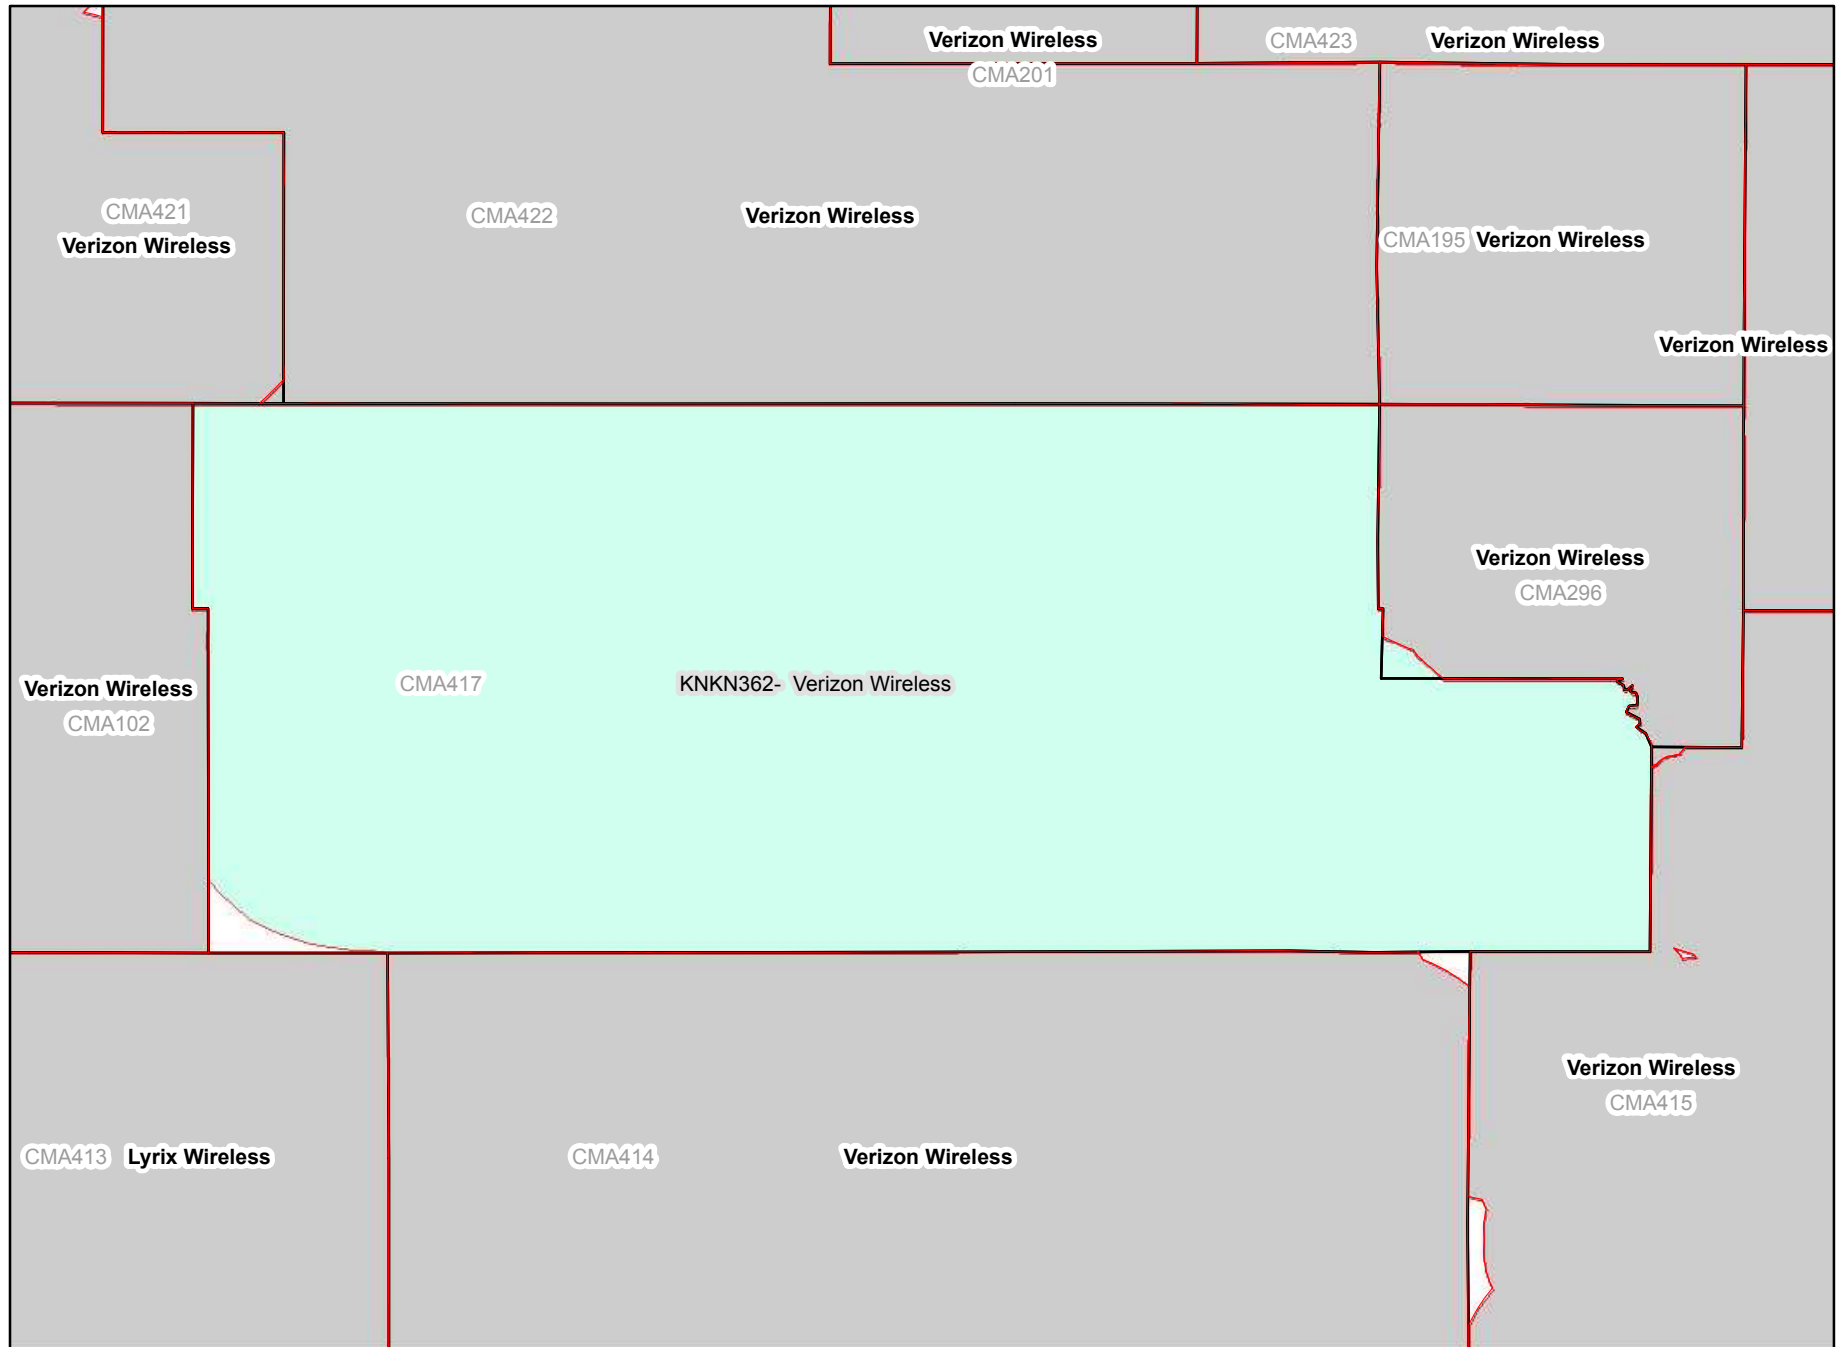 Verizon Wireless
CMA423 Verizon Wireless
CMA201
CMA421
Verizon Wireless
CMA422 Verizon Wireless
CMA195 Verizon Wireless
Verizon Wireless
Verizon Wireless
CMA296
Verizon Wireless
CMA102
CMA417 KNKN362- Verizon Wireless
Verizon Wireless
CMA415
CMA413 Lyrix Wireless
CMA414 Verizon Wireless